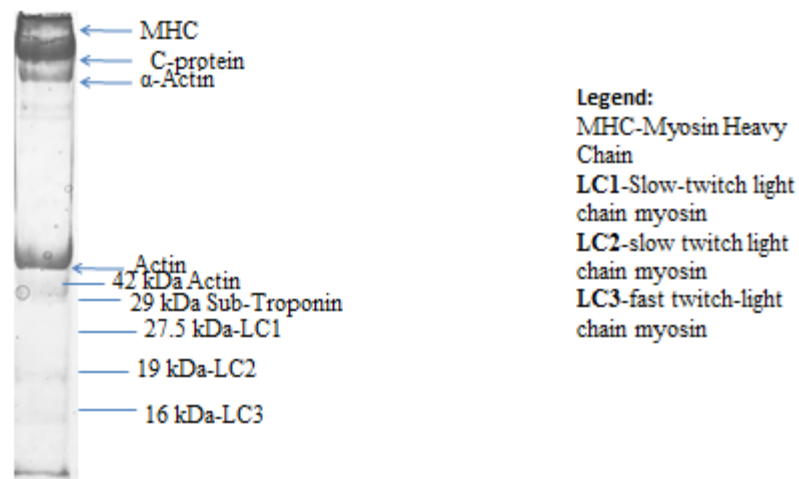 MHC
C-protein
α-Actin
Actin
42 kDa Actin
29 kDa Sub-Troponin
27.5 kDa-LC1
19 kDa-LC2
16 kDa-LC3
Legend:
MHC-Myosin Heavy
Chain
LC1-Slow-twitch light
chain myosin
LC2-slow twitch light
chain myosin
LC3-fast twitch-light
chain myosin